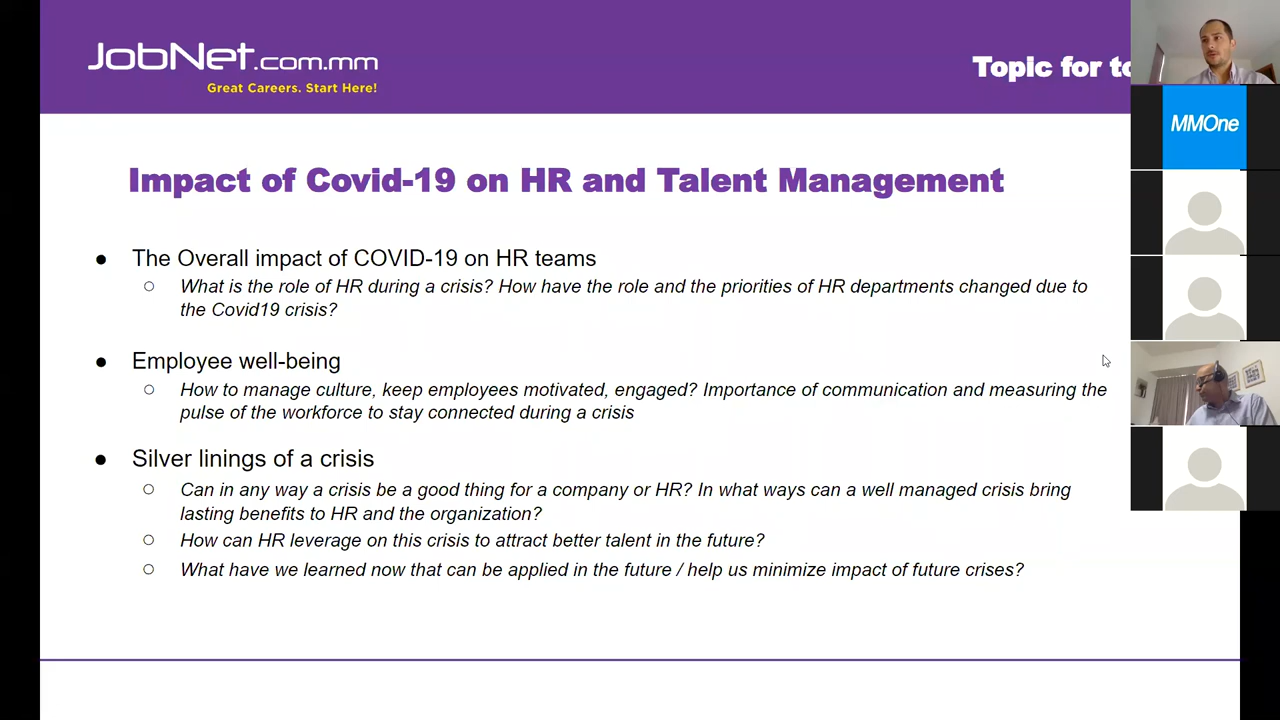 JobNet.com.mm
Great Careers. Start Here!
Topic for to
MMOne
Impact of Covid-19 on HR and Talent Management
● The Overall impact of COVID-19 on HR teams
○ What is the role of HR during a crisis? How have the role and the priorities of HR departments changed due to
the Covid19 crisis?
● Employee well-being
○ How to manage culture, keep employees motivated, engaged? Importance of communication and measuring the
pulse of the workforce to stay connected during a crisis
● Silver linings of a crisis
○ Can in any way a crisis be a good thing for a company or HR? In what ways can a well managed crisis bring
lasting benefits to HR and the organization?
○ How can HR leverage on this crisis to attract better talent in the future?
○ What have we learned now that can be applied in the future / help us minimize impact of future crises?